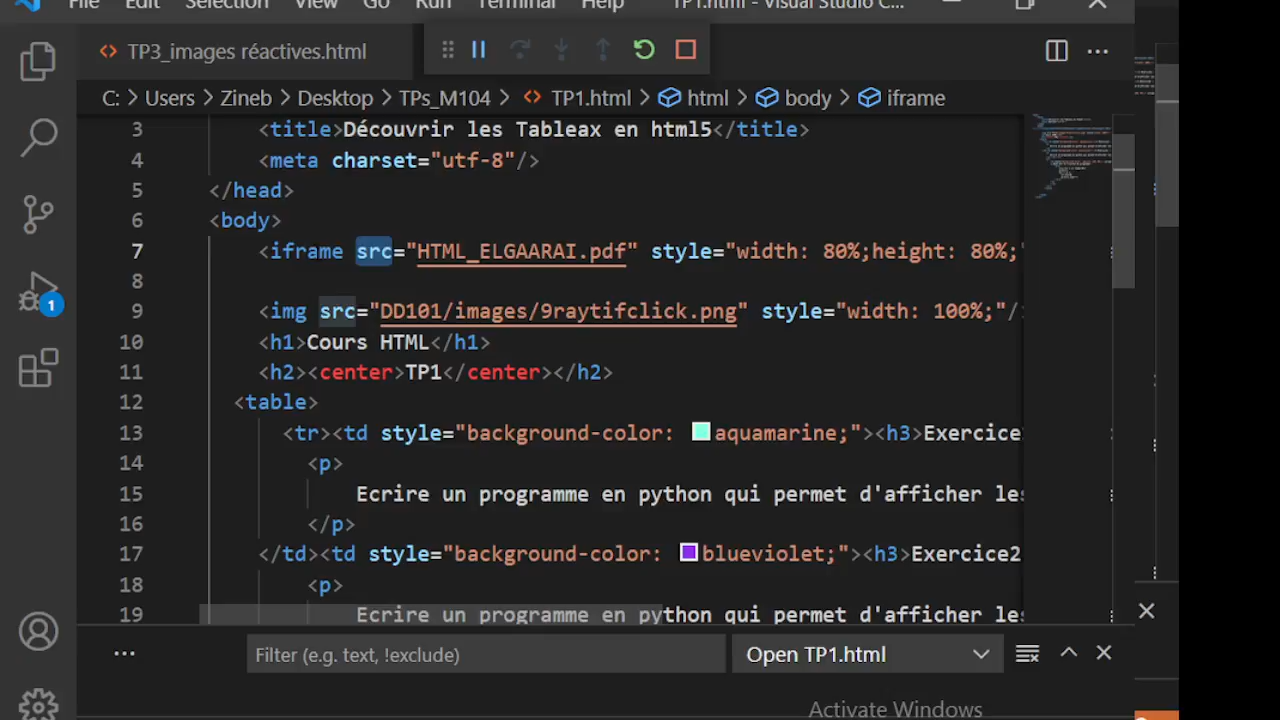 File Edit Selection View Go Run Terminal Help TP1.html - Visual Studio C...
TP3_images réactives.html
C: > Users > Zineb > Desktop > TPs_M104 > TP1.html > html > body > iframe
3 <title>Découvrir les Tableax en html5</title>
4 <meta charset="utf-8"/>
5 </head>
6 <body>
7 <iframe src="HTML_ELGAARAI.pdf" style="width: 80%;height: 80%;"
8
9 <img src="DD101/images/9raytifclick.png" style="width: 100%;"/
10 <h1>Cours HTML</h1>
11 <h2><center>TP1</center></h2>
12 <table>
13 <tr><td style="background-color: aquamarine;"><h3>Exercice
14 <p>
15 Ecrire un programme en python qui permet d'afficher les
16 </p>
17 </td><td style="background-color: blueviolet;"><h3>Exercice2
18 <p>
19 Ecrire un programme en python qui permet d'afficher les
1
Filter (e.g. text, !exclude)
Open TP1.html
Activate Windows